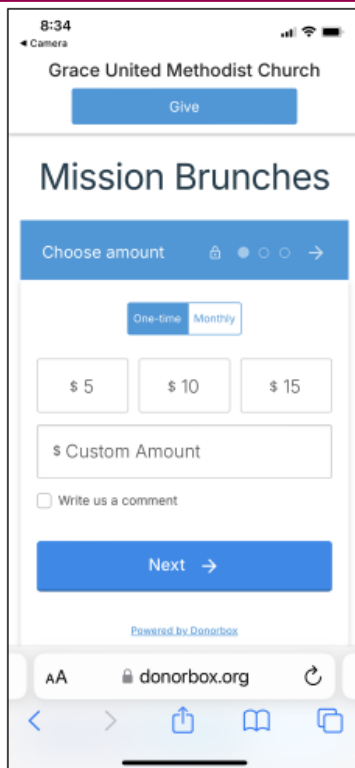 8:34
◂ Camera
Grace United Methodist Church
Give
Mission Brunches
Choose amount
One-time Monthly
$ 5 $ 10 $ 15
$ Custom Amount
Write us a comment
Next →
Powered by Donorbox
AA donorbox.org